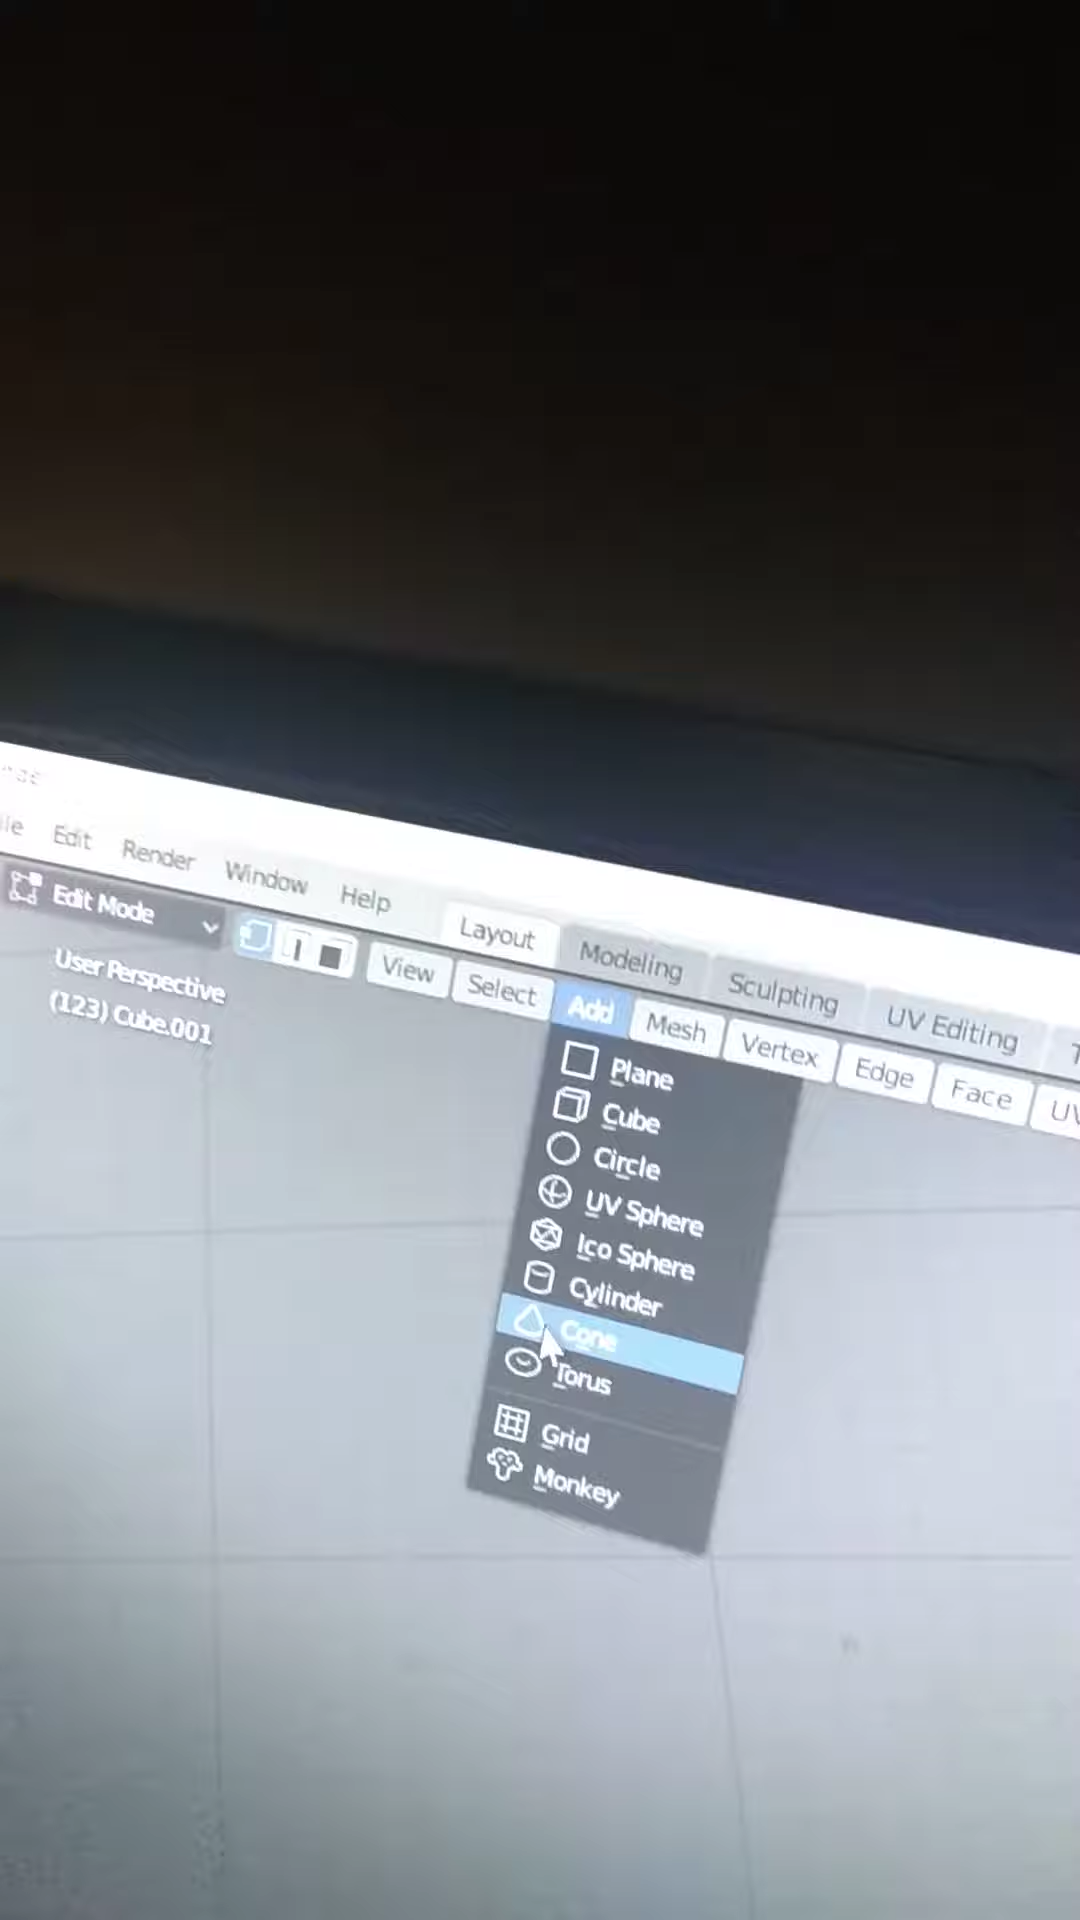 Edit Render Window Help Layout Modeling Sculpting UV Editing
Edit Mode View Select Add Mesh Vertex Edge Face UV
User Perspective
(123) Cube.001
Plane
Cube
Circle
UV Sphere
Ico Sphere
Cylinder
Cone
Torus
Grid
Monkey